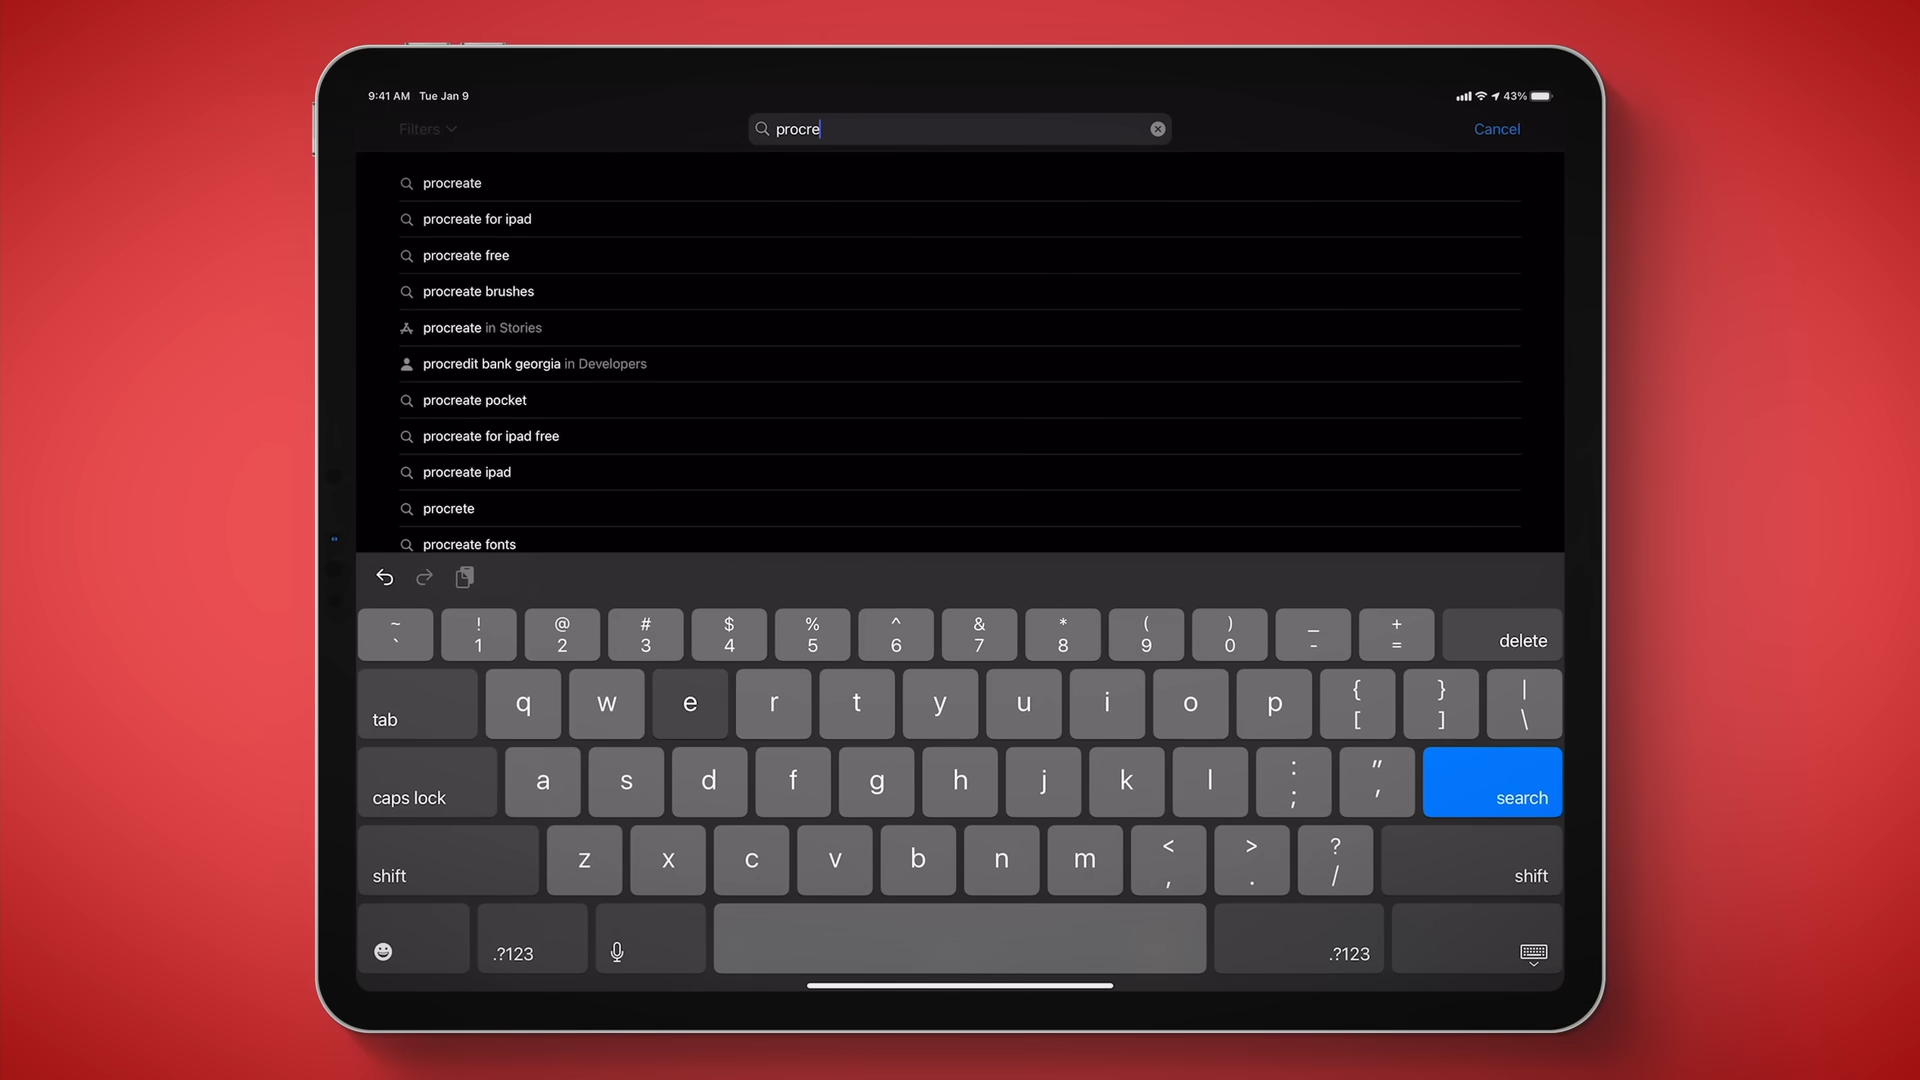 9:41 AM Tue Jan 9
43%
Filters
procre
Cancel
procreate
procreate for ipad
procreate free
procreate brushes
procreate in Stories
procredit bank georgia in Developers
procreate pocket
procreate for ipad free
procreate ipad
procrete
procreate fonts
~ ! @ # $ % ^ & * ( ) _ +
` 1 2 3 4 5 6 7 8 9 0 - = delete
tab q w e r t y u i o p { [ } ] | \
caps lock a s d f g h j k l : ; " ' search
shift z x c v b n m < , > . ? / shift
.?123 .?123